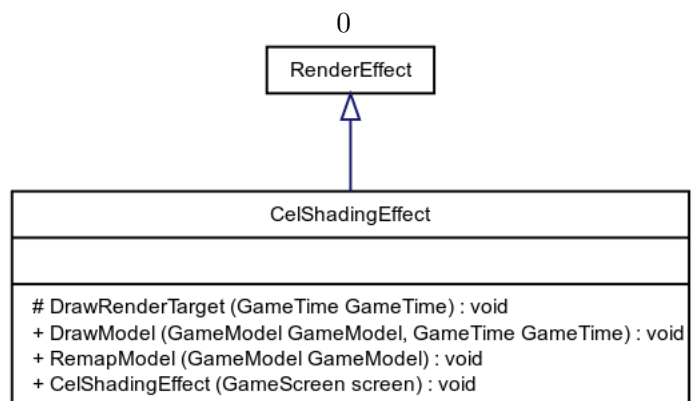 0
RenderEffect
CelShadingEffect
# DrawRenderTarget (GameTime GameTime) : void
+ DrawModel (GameModel GameModel, GameTime GameTime) : void
+ RemapModel (GameModel GameModel) : void
+ CelShadingEffect (GameScreen screen) : void